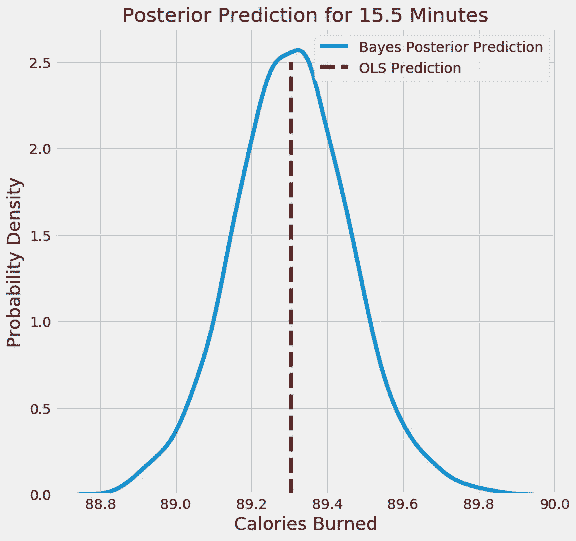 Posterior Prediction for 15.5 Minutes
Bayes Posterior Prediction
OLS Prediction
2.5
2.0
1.5
1.0
0.5
0.0
Probability Density
88.8 89.0 89.2 89.4 89.6 89.8 90.0
Calories Burned